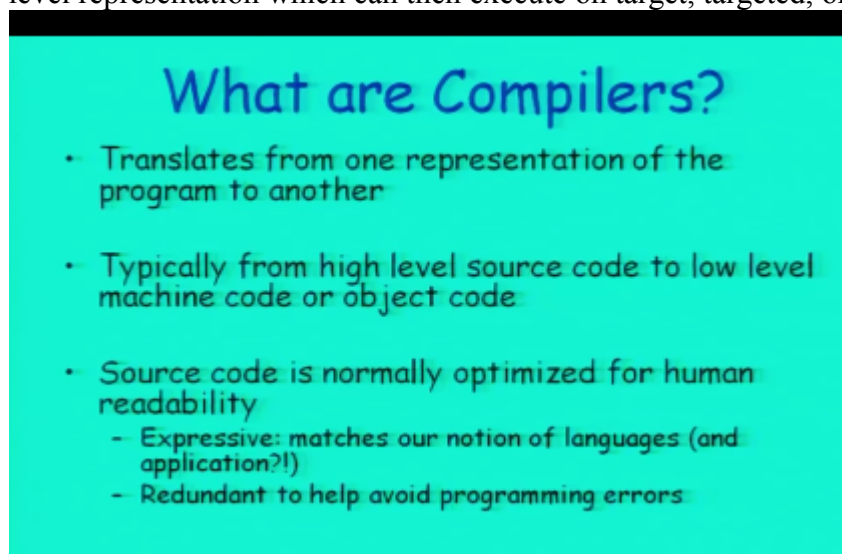 level representation which can then execute on target, targeted, or
What are Compilers?
• Translates from one representation of the
program to another
• Typically from high level source code to low level
machine code or object code
• Source code is normally optimized for human
readability
- Expressive: matches our notion of languages (and
application?!)
- Redundant to help avoid programming errors